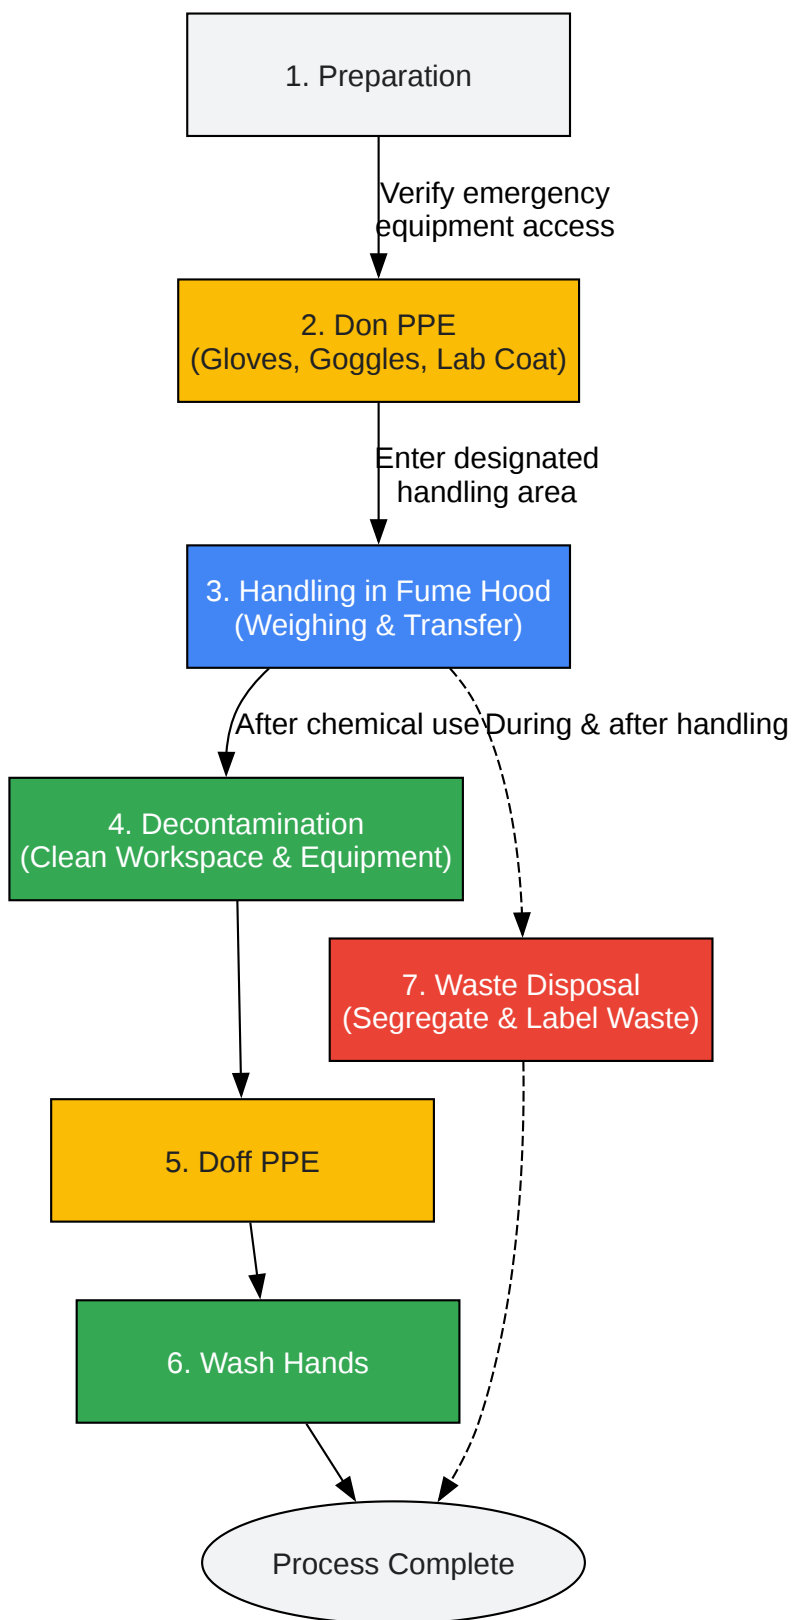 1. Preparation
Verify emergency
equipment access
2. Don PPE
(Gloves, Goggles, Lab Coat)
Enter designated
handling area
3. Handling in Fume Hood
(Weighing & Transfer)
After chemical use
During & after handling
4. Decontamination
(Clean Workspace & Equipment)
7. Waste Disposal
(Segregate & Label Waste)
5. Doff PPE
6. Wash Hands
Process Complete